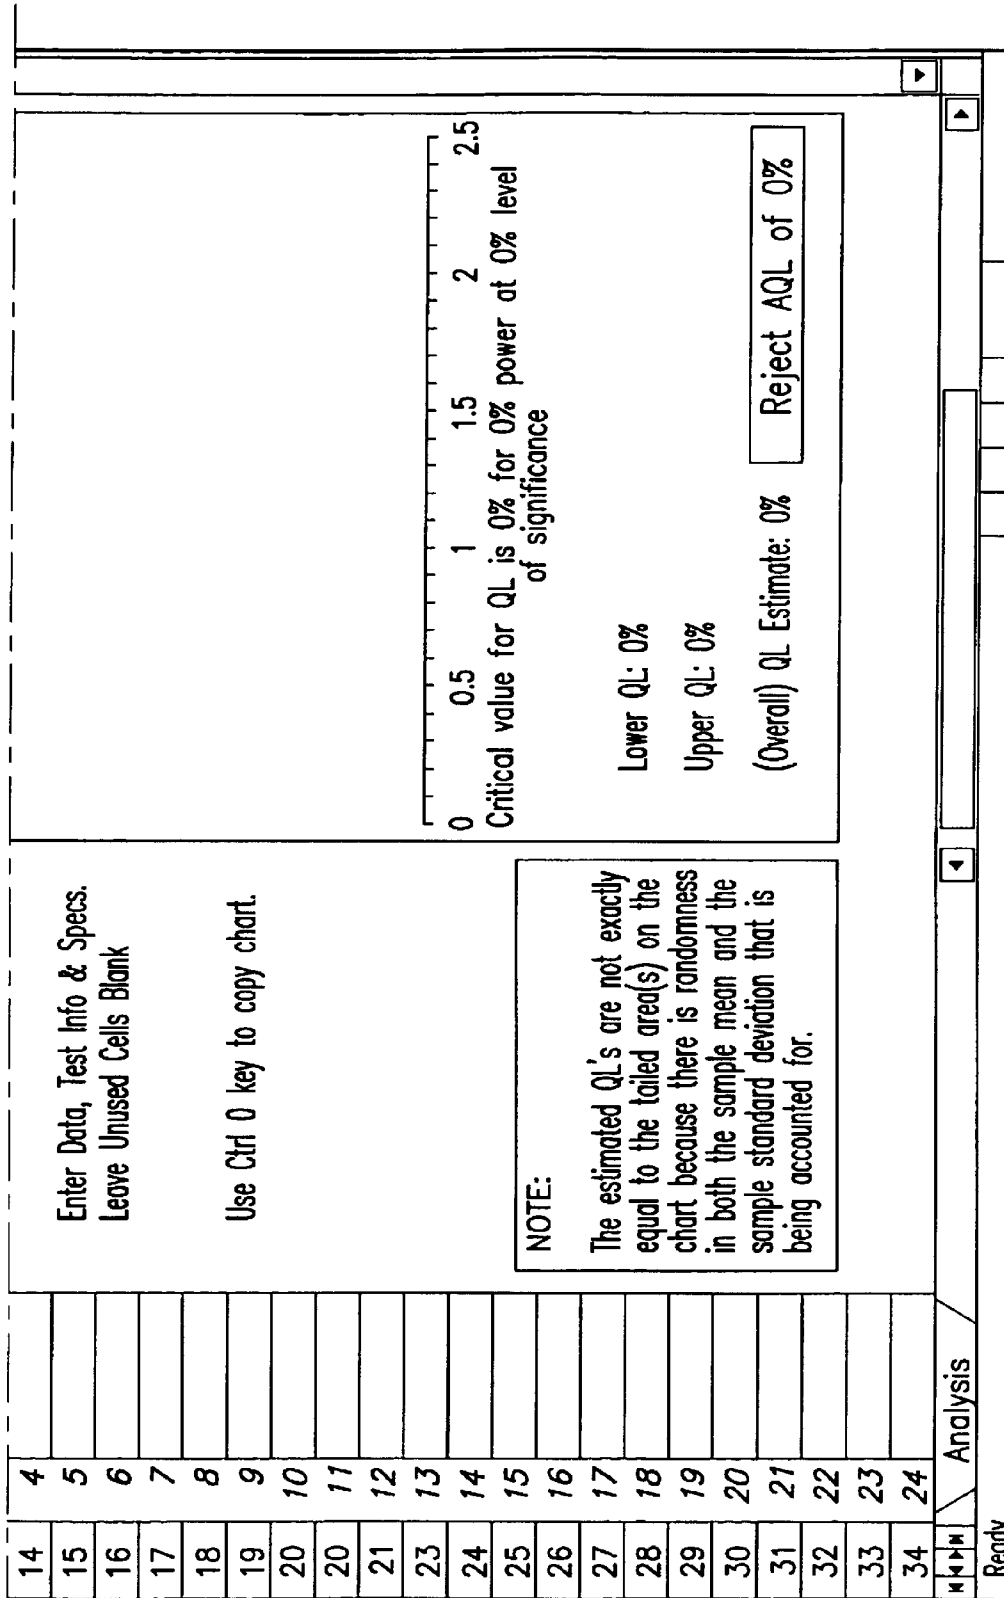 14 4
15 5
16 6
17 7
18 8
19 9
20 10
20 11
21 12
23 13
24 14
25 15
26 16
27 17
28 18
29 19
30 20
31 21
32 22
33 23
34 24
Enter Data, Test Info & Specs.
Leave Unused Cells Blank
Use Ctrl O key to copy chart.
NOTE:
The estimated QL's are not exactly
equal to the tailed area(s) on the
chart because there is randomness
in both the sample mean and the
sample standard deviation that is
being accounted for.
0 0.5 1 1.5 2 2.5
Critical value for QL is 0% for 0% power at 0% level
of significance
Lower QL: 0%
Upper QL: 0%
(Overall) QL Estimate: 0%
Reject AQL of 0%
Analysis
Ready